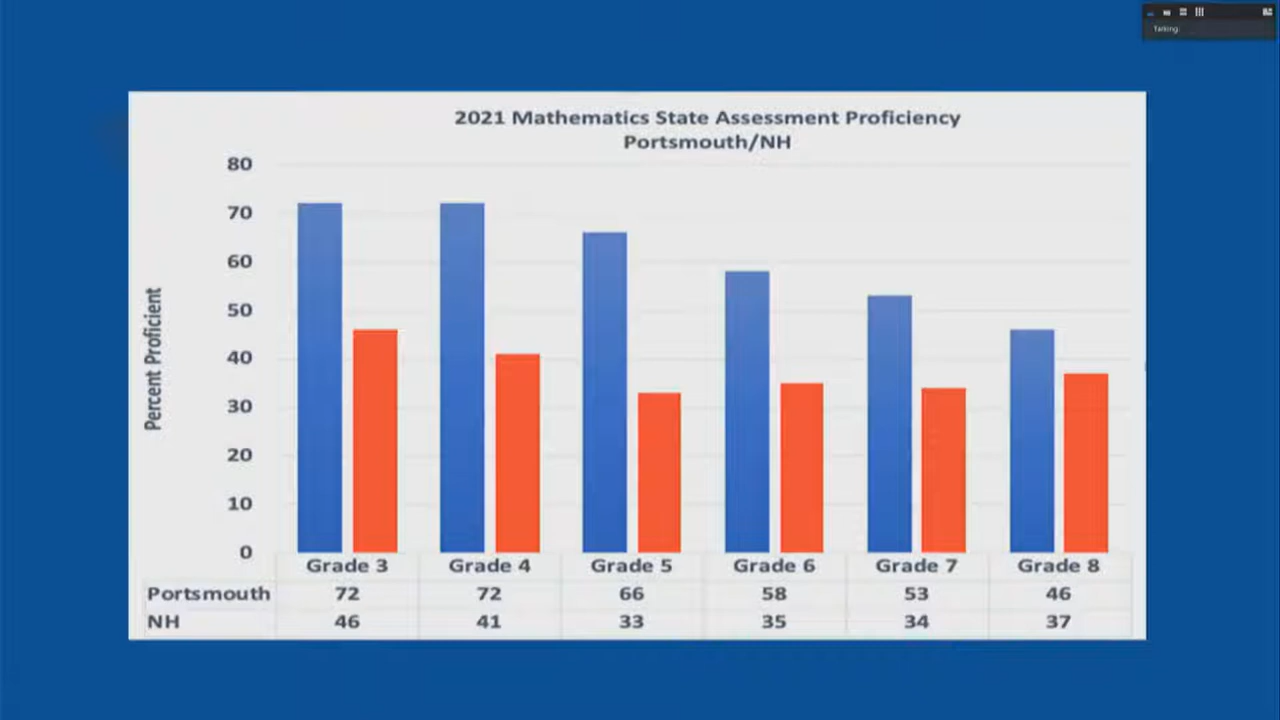 Talking:
2021 Mathematics State Assessment Proficiency
Portsmouth/NH
Percent Proficient
80
70
60
50
40
30
20
10
0
Grade 3 Grade 4 Grade 5 Grade 6 Grade 7 Grade 8
Portsmouth 72 72 66 58 53 46
NH 46 41 33 35 34 37